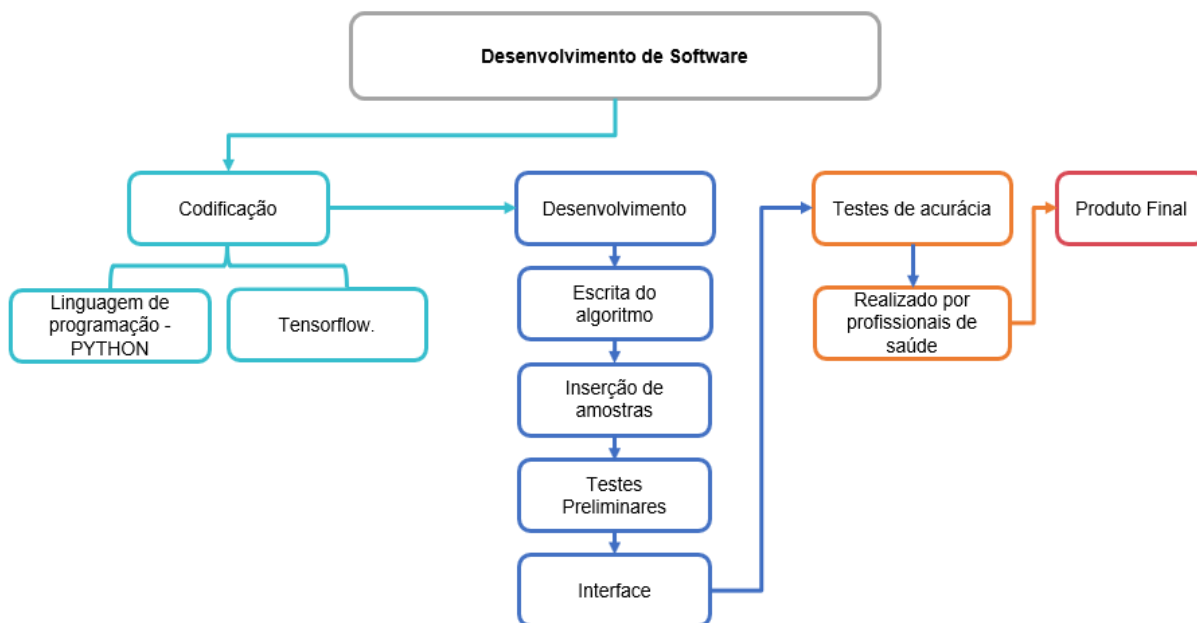 Desenvolvimento de Software
Codificação
Desenvolvimento
Testes de acurácia
Produto Final
Linguagem de
programação -
PYTHON
Tensorflow.
Escrita do
algoritmo
Realizado por
profissionais de
saúde
Inserção de
amostras
Testes
Preliminares
Interface